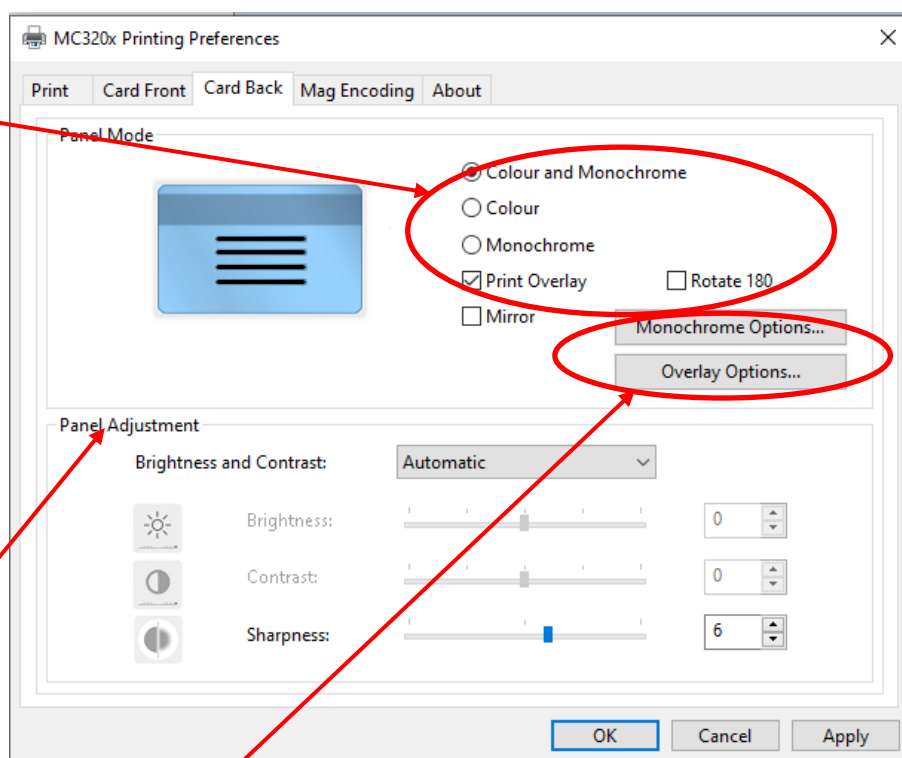 MC320x Printing Preferences
Print Card Front Card Back Mag Encoding About
Panel Mode
Colour and Monochrome
Colour
Monochrome
Print Overlay Rotate 180
Mirror
Monochrome Options...
Overlay Options...
Panel Adjustment
Brightness and Contrast: Automatic
Brightness: 0
Contrast: 0
Sharpness: 6
OK Cancel Apply